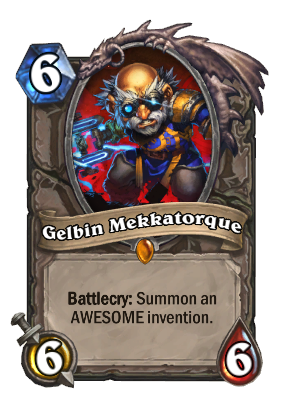 6
Gelbin Mekkatorque
Battlecry: Summon an
AWESOME invention.
6
6